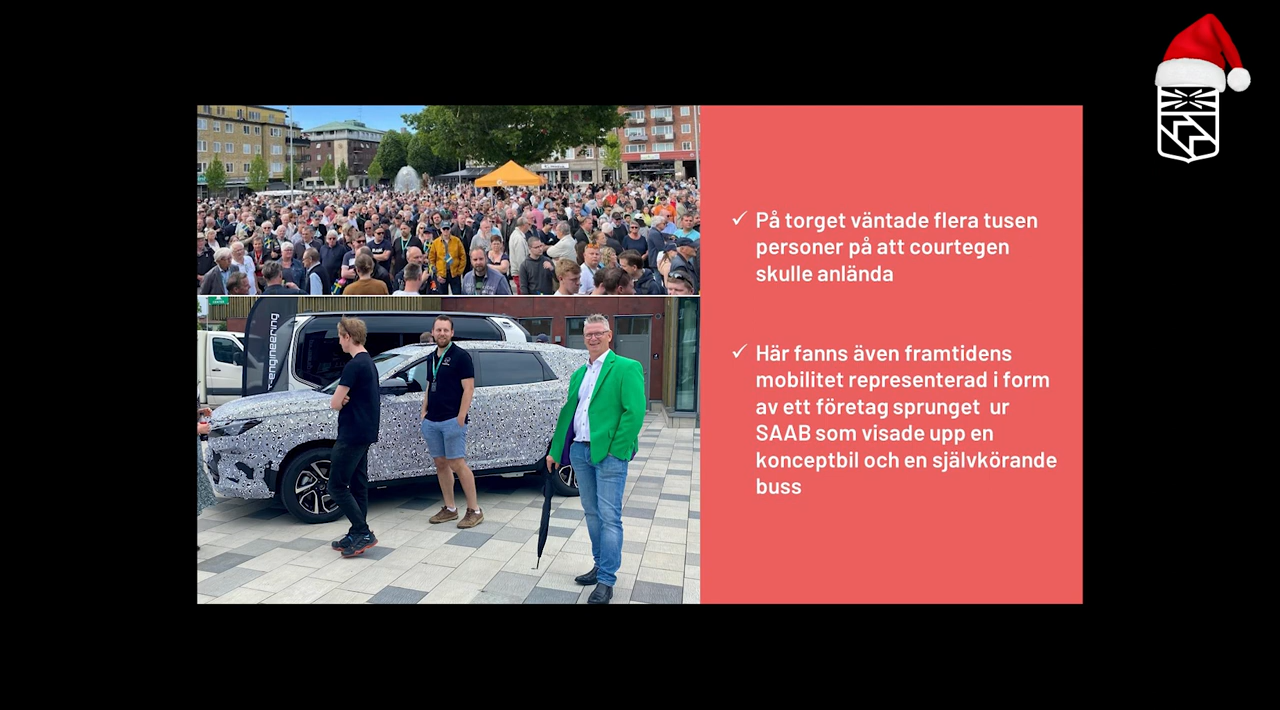 På torget väntade flera tusen
personer på att courtegen
skulle anlända
Här fanns även framtidens
mobilitet representerad i form
av ett företag sprunget ur
SAAB som visade upp en
konceptbil och en självkörande
buss
-engineering